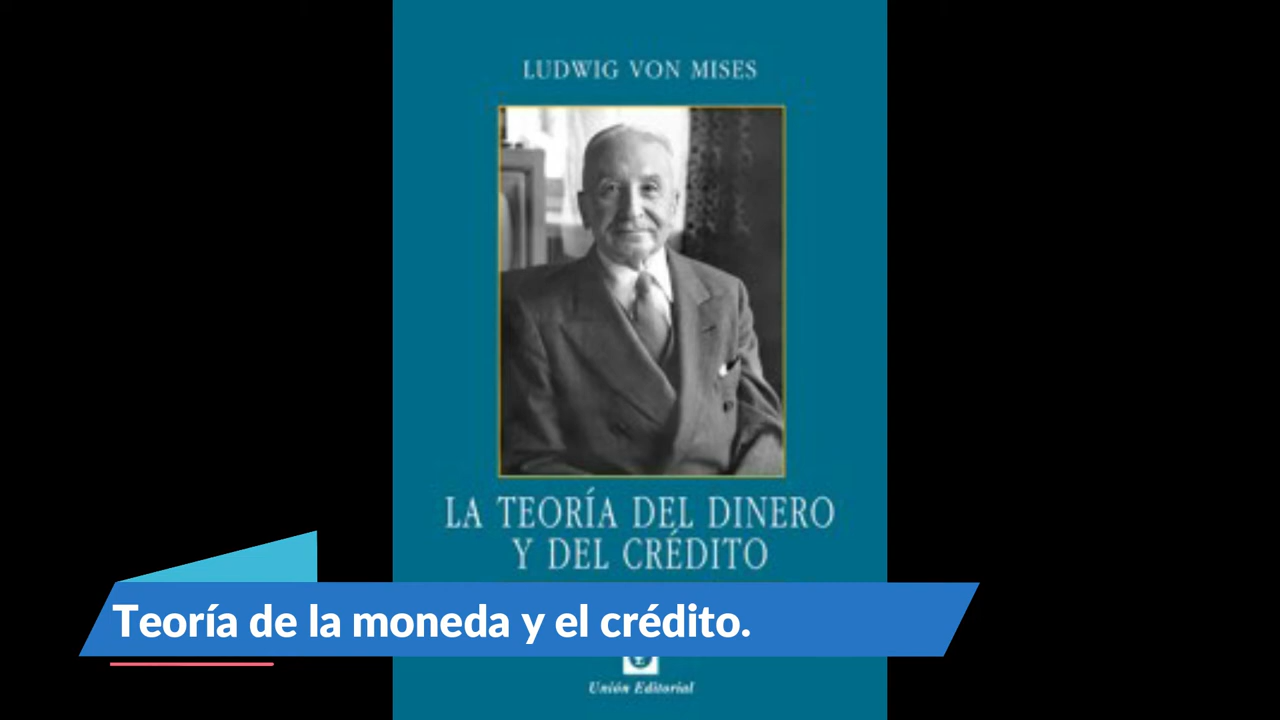 LUDWIG VON MISES
LA TEORÍA DEL DINERO
Y DEL CRÉDITO
Teoría de la moneda y el crédito.
Unión Editorial